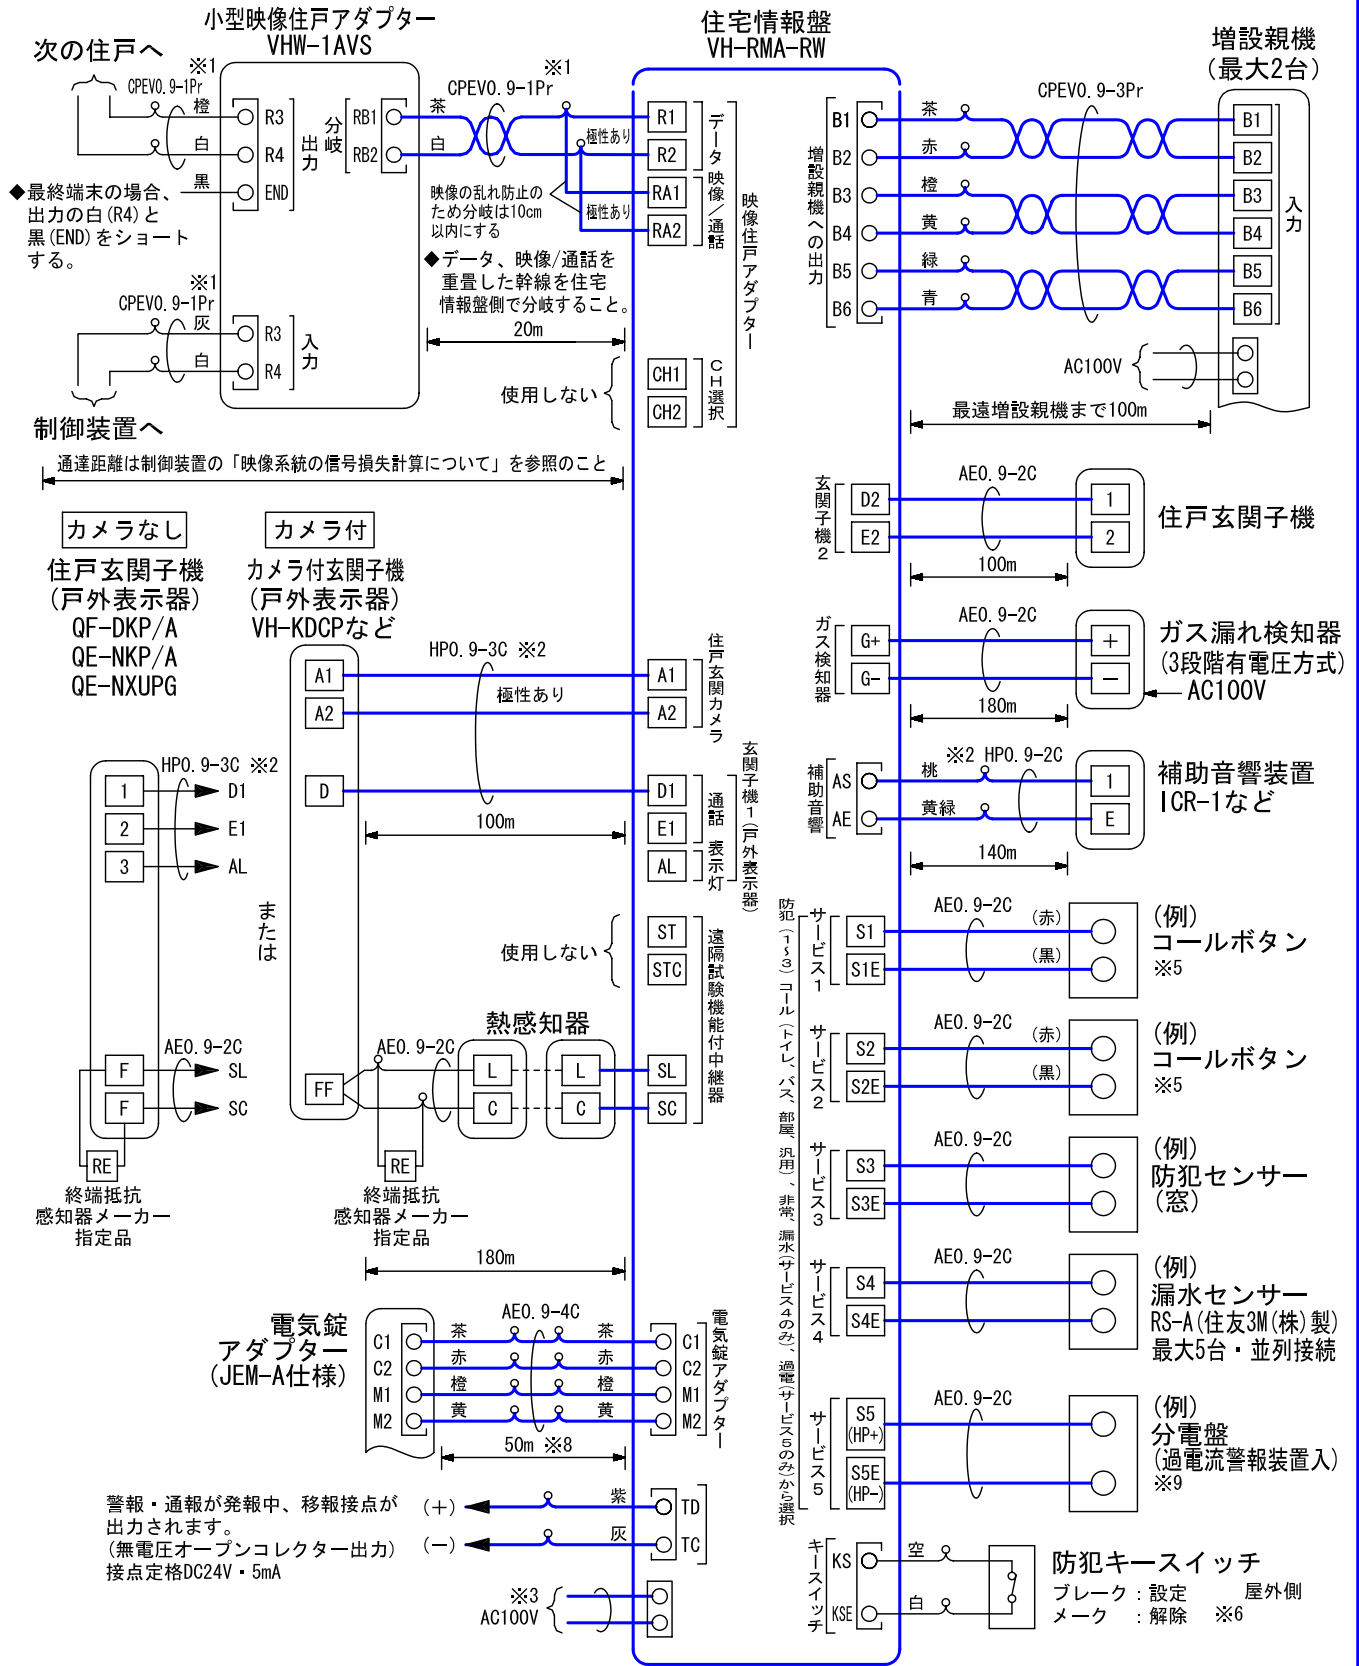 小型映像住戸アダプター
VHW-1AVS
住宅情報盤
VH-RMA-RW
増設親機
(最大2台)
次の住戸へ
※1
CPEV0.9-1Pr
橙
白
黒
R3
R4
END
出力
分岐
RB1
RB2
※1
CPEV0.9-1Pr
茶
白
極性あり
極性あり
映像の乱れ防止の
ため分岐は10cm
以内にする
◆最終端末の場合、
出力の白(R4)と
黒(END)をショート
する。
◆データ、映像/通話を
重畳した幹線を住宅
情報盤側で分岐すること。
20m
※1
CPEV0.9-1Pr
灰
白
R3
R4
入力
制御装置へ
通達距離は制御装置の「映像系統の信号損失計算について」を参照のこと
R1
R2
RA1
RA2
データ
映像/通話
映像住戸アダプター
使用しない
CH1
CH2
CH選択
増設親機への出力
B1
B2
B3
B4
B5
B6
茶
赤
橙
黄
緑
青
CPEV0.9-3Pr
B1
B2
B3
B4
B5
B6
入力
AC100V
最遠増設親機まで100m
カメラなし
住戸玄関子機
(戸外表示器)
QF-DKP/A
QE-NKP/A
QE-NXUPG
カメラ付
カメラ付玄関子機
(戸外表示器)
VH-KDCPなど
A1
A2
D
FF
HP0.9-3C ※2
極性あり
100m
A1
A2
住戸玄関カメラ
D1
E1
AL
通話
表示灯
玄関子機1(戸外表示器)
1
2
3
HP0.9-3C ※2
D1
E1
AL
または
F
F
AE0.9-2C
SL
SC
RE
終端抵抗
感知器メーカー
指定品
使用しない
ST
STC
SL
SC
遠隔試験機能付中継器
熱感知器
AE0.9-2C
L
C
L
C
RE
終端抵抗
感知器メーカー
指定品
180m
電気錠
アダプター
(JEM-A仕様)
C1
C2
M1
M2
AE0.9-4C
茶
赤
橙
黄
茶
赤
橙
黄
C1
C2
M1
M2
電気錠アダプター
50m ※8
警報・通報が発報中、移報接点が
出力されます。
(無電圧オープンコレクター出力)
接点定格DC24V・5mA
(+)
(−)
紫
灰
TD
TC
※3
AC100V
玄関子機2
D2
E2
AE0.9-2C
1
2
100m
住戸玄関子機
ガス検知器
G+
G−
AE0.9-2C
+
−
180m
ガス漏れ検知器
(3段階有電圧方式)
AC100V
補助音響
AS
AE
桃
黄緑
※2 HP0.9-2C
1
E
140m
補助音響装置
ICR-1など
防犯(1~3)コール(トイレ、バス、部屋、汎用)、非常、漏水(サービス4のみ)、過電(サービス5のみ)から選択
サービス1
S1
S1E
AE0.9-2C
(赤)
(黒)
(例)
コールボタン
※5
サービス2
S2
S2E
AE0.9-2C
(赤)
(黒)
(例)
コールボタン
※5
サービス3
S3
S3E
AE0.9-2C
(例)
防犯センサー
(窓)
サービス4
S4
S4E
AE0.9-2C
(例)
漏水センサー
RS-A(住友3M(株)製)
最大5台・並列接続
サービス5
S5
(HP+)
S5E
(HP−)
AE0.9-2C
(例)
分電盤
(過電流警報装置入)
※9
キースイッチ
KS
KSE
空
白
防犯キースイッチ
ブレーク:設定 屋外側
メーク :解除 ※6